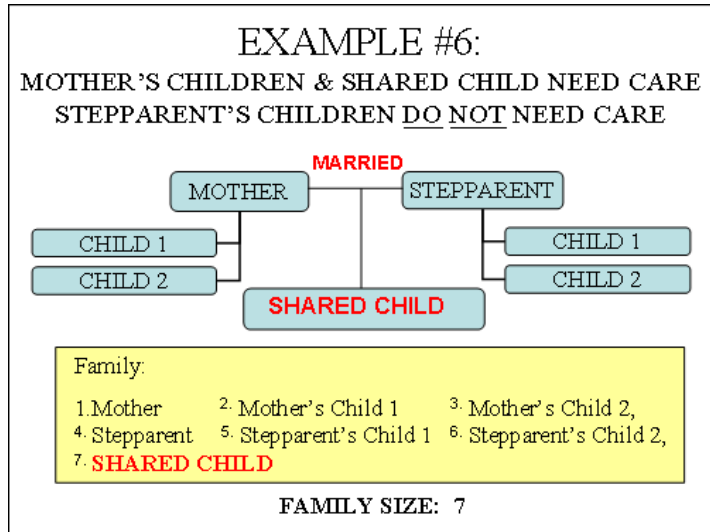 EXAMPLE #6:
MOTHER'S CHILDREN & SHARED CHILD NEED CARE
STEPPARENT'S CHILDREN DO NOT NEED CARE
MARRIED
MOTHER
STEPPARENT
CHILD 1
CHILD 2
CHILD 1
CHILD 2
SHARED CHILD
Family:
1.Mother 2. Mother's Child 1 3. Mother's Child 2,
4. Stepparent 5. Stepparent's Child 1 6. Stepparent's Child 2,
7. SHARED CHILD
FAMILY SIZE: 7